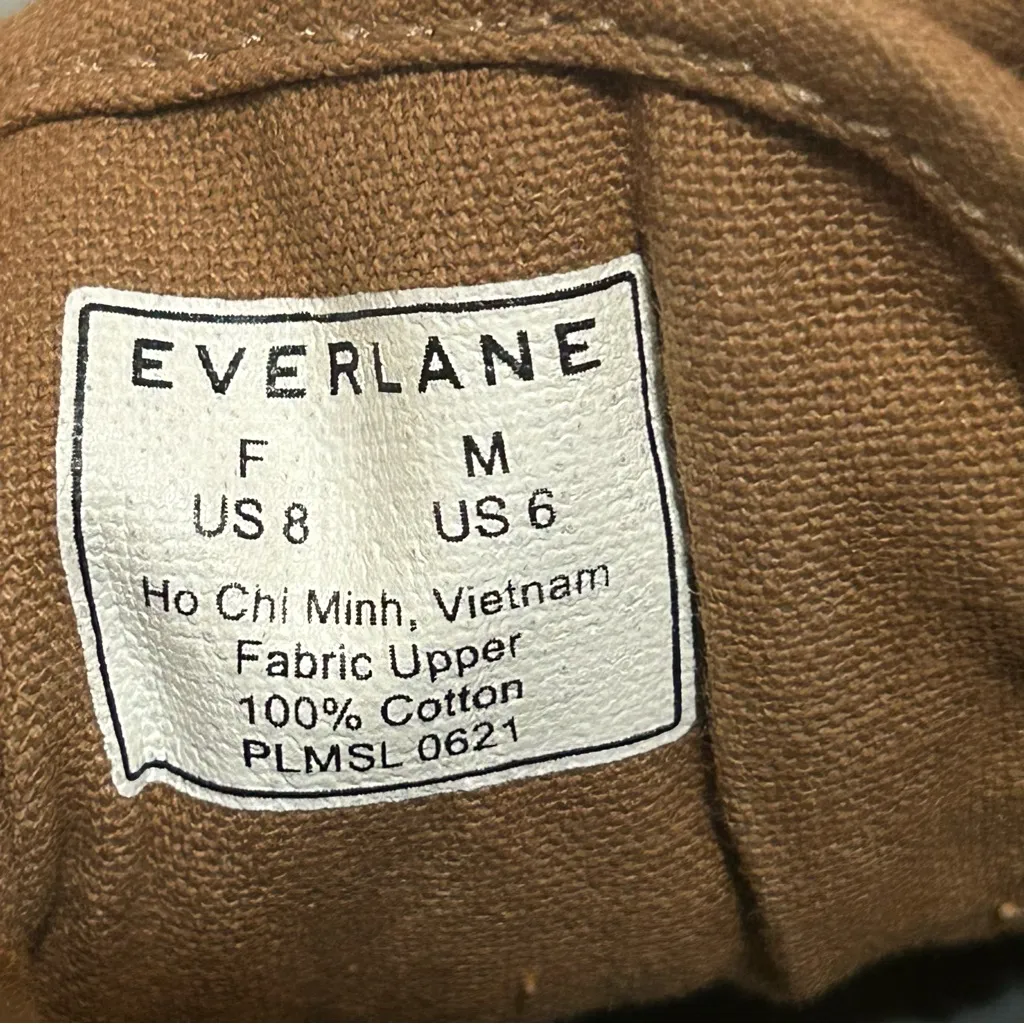 EVERLANE
F M
US 8 US 6
Ho Chi Minh, Vietnam
Fabric Upper
100% Cotton
PLMSL 0621